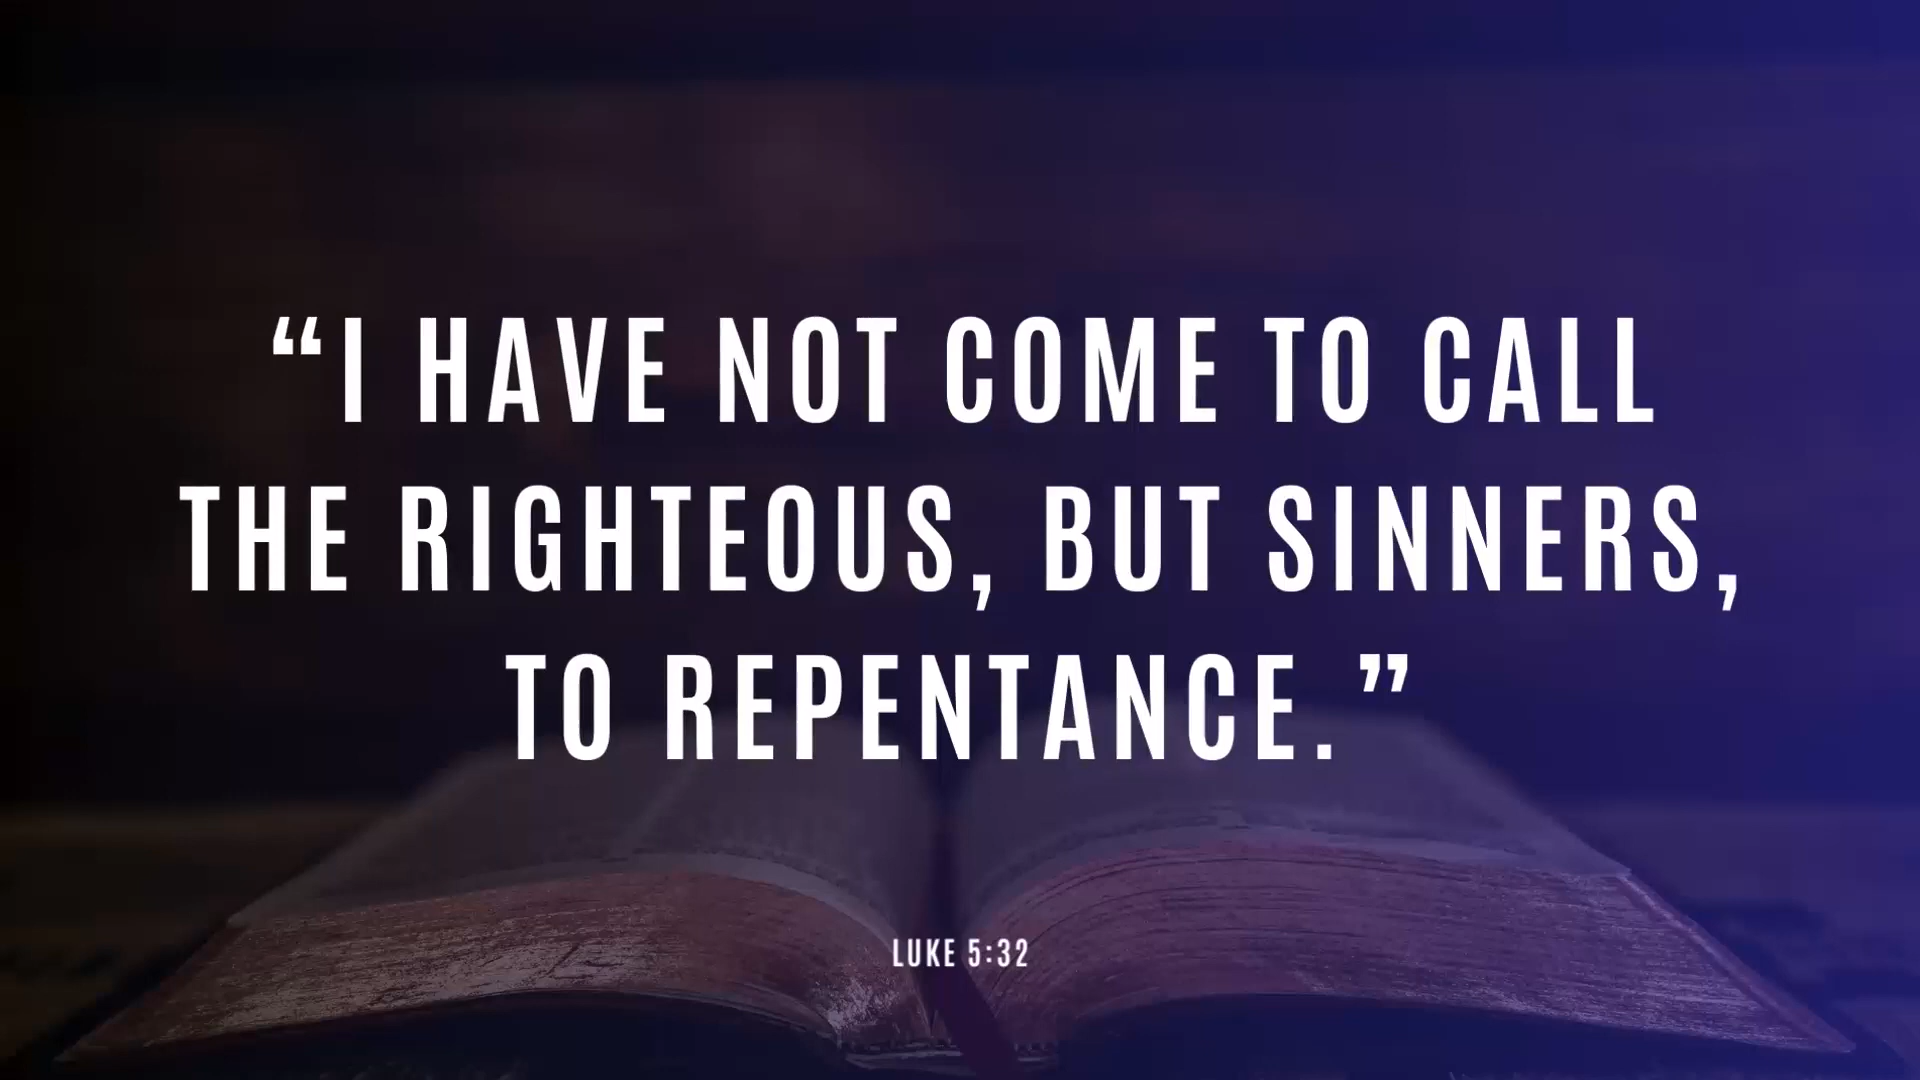 “I HAVE NOT COME TO CALL
THE RIGHTEOUS, BUT SINNERS,
TO REPENTANCE.”
LUKE 5:32